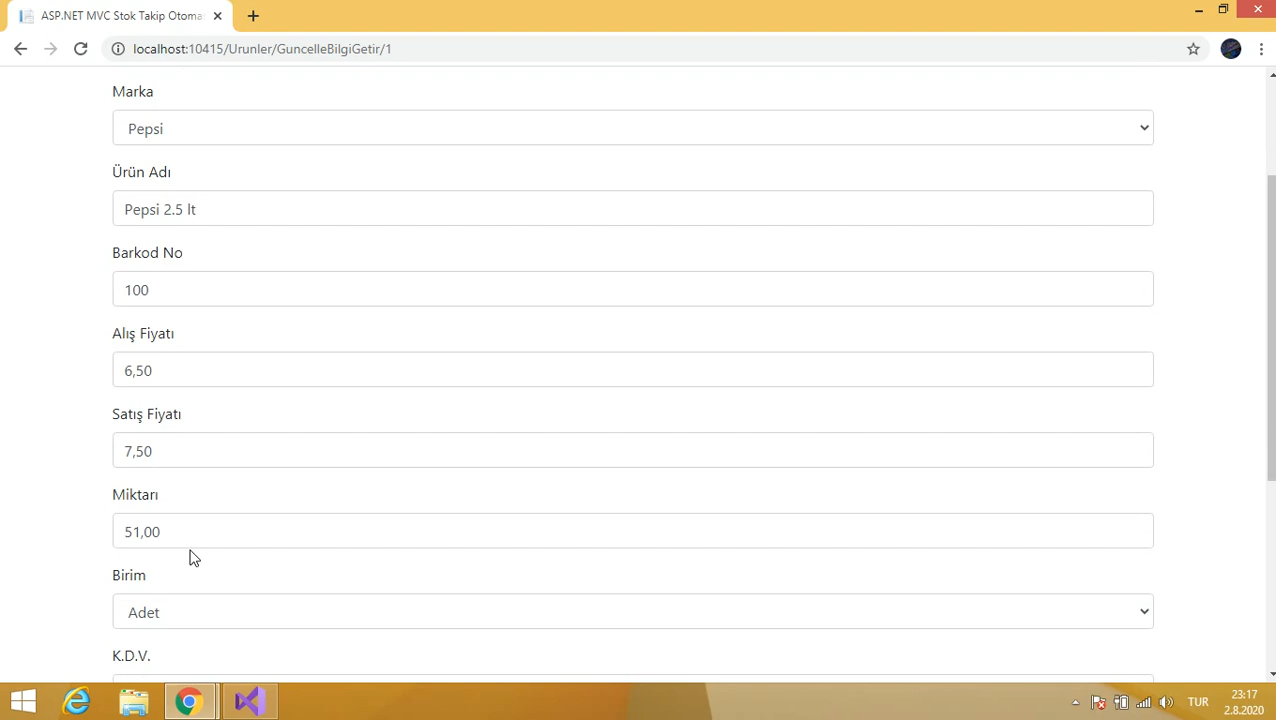 ASP.NET MVC Stok Takip Otoma
localhost:10415/Urunler/GuncelleBilgiGetir/1
Marka
Pepsi
Ürün Adı
Pepsi 2.5 lt
Barkod No
100
Alış Fiyatı
6,50
Satış Fiyatı
7,50
Miktarı
51,00
Birim
Adet
K.D.V.
TUR
23:17
2.8.2020